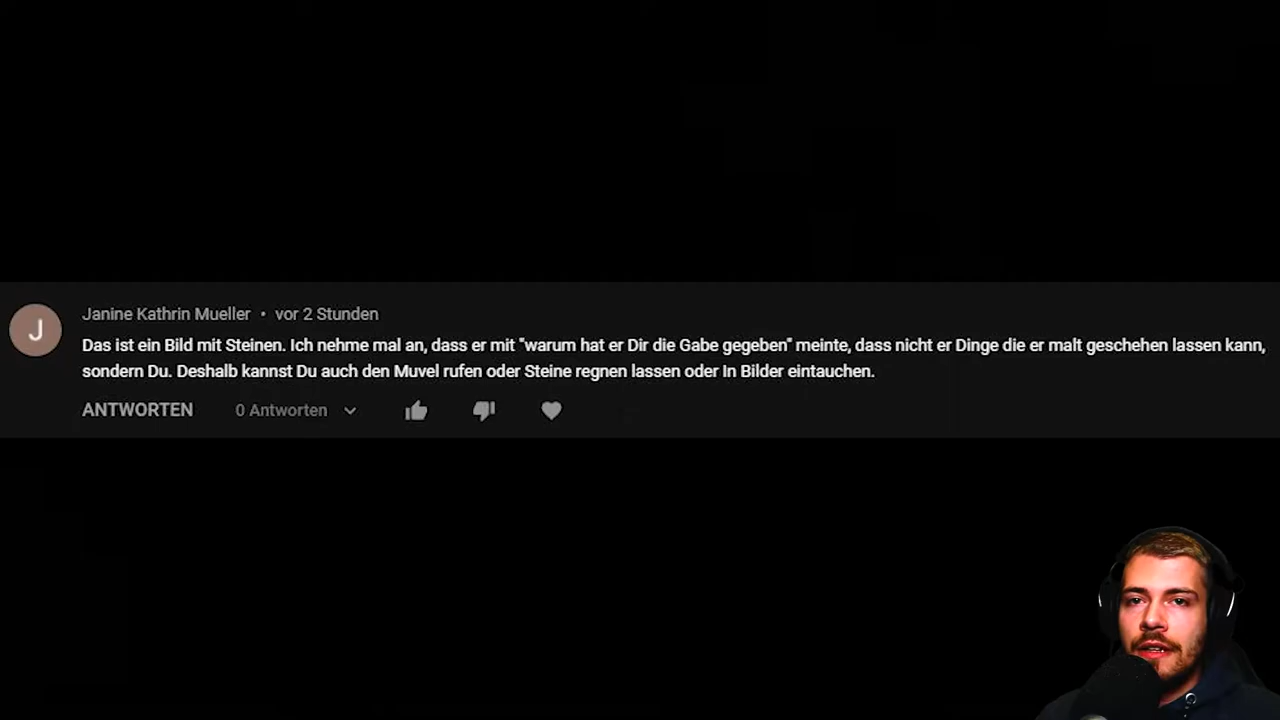 J
Janine Kathrin Mueller • vor 2 Stunden
Das ist ein Bild mit Steinen. Ich nehme mal an, dass er mit "warum hat er Dir die Gabe gegeben" meinte, dass nicht er Dinge die er malt geschehen lassen kann,
sondern Du. Deshalb kannst Du auch den Muvel rufen oder Steine regnen lassen oder In Bilder eintauchen.
ANTWORTEN 0 Antworten